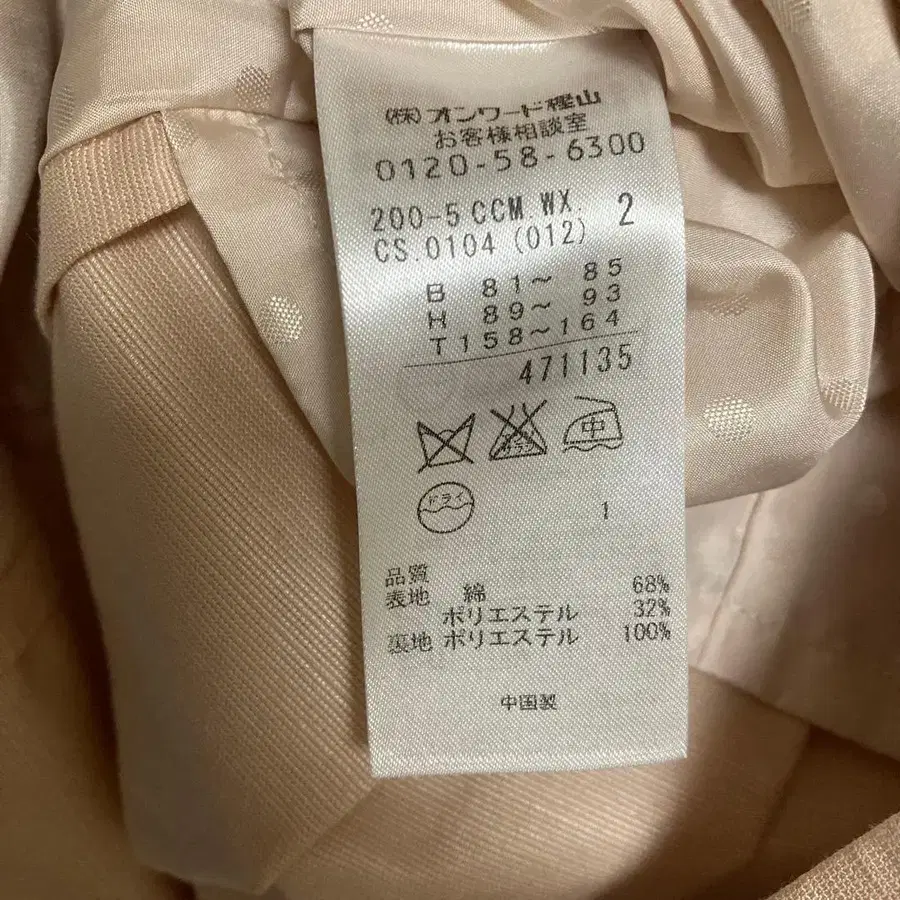 (株)オンワード樫山
お客様相談室
0120-58-6300
200-5 CCM.WX. 2
CS.0104 (012)
B 81～ 85
H 89～ 93
T 158～164
471135
中
ドライ
1
品質
表地 綿 68%
ポリエステル 32%
裏地 ポリエステル 100%
中国製